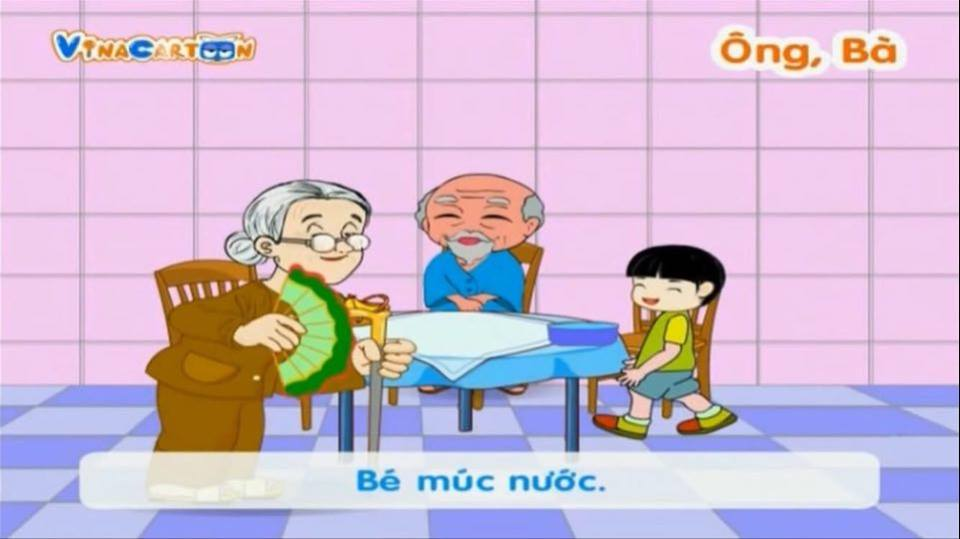 VINACARTOON
Ông, Bà
Bé múc nước.